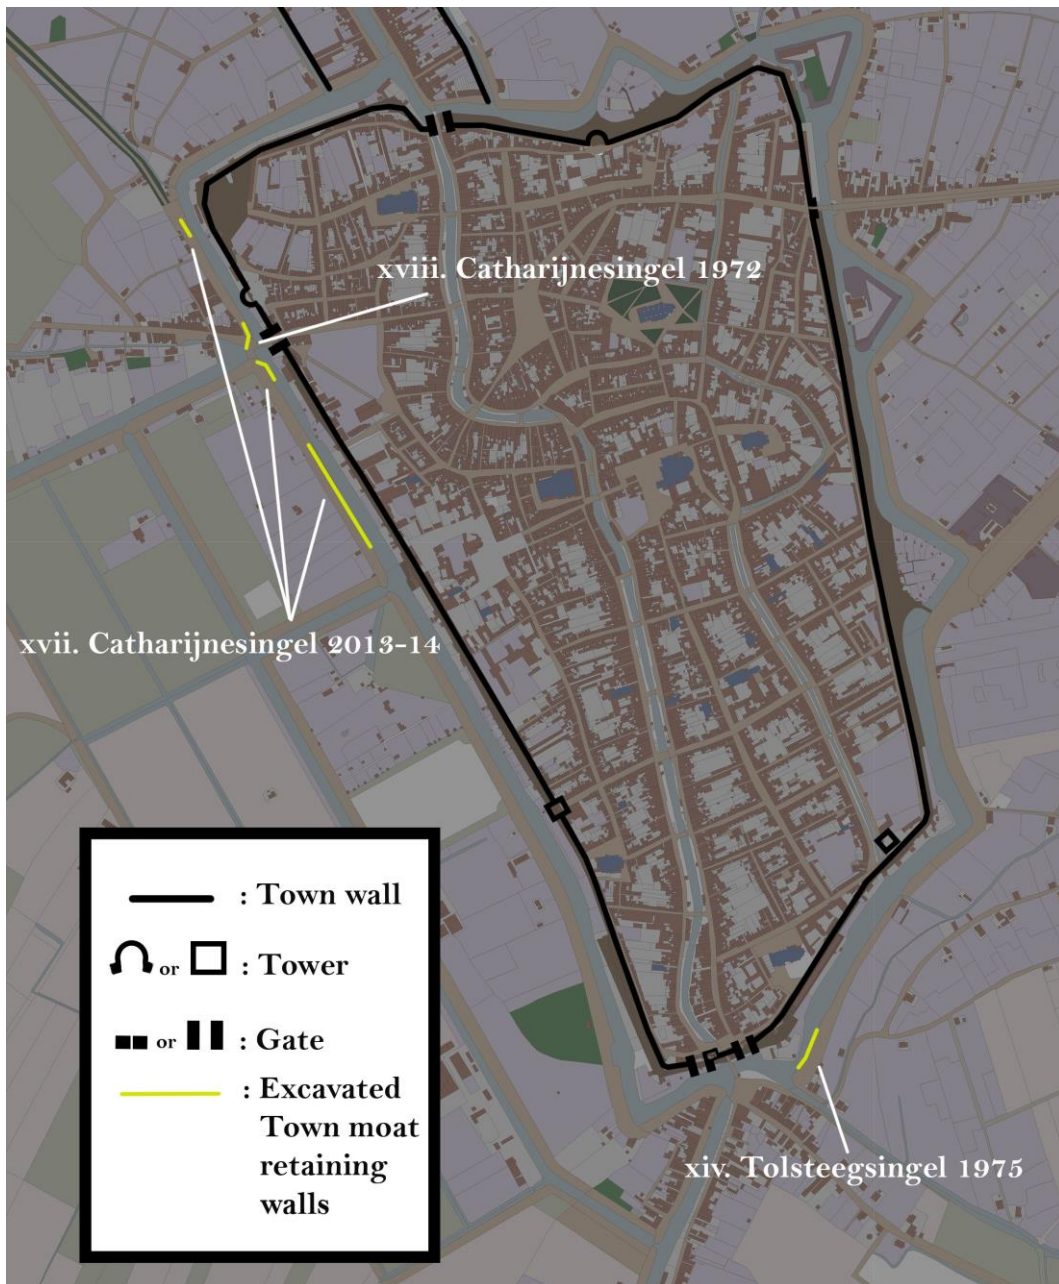 xviii. Catharijnesingel 1972
xvii. Catharijnesingel 2013-14
: Town wall
or : Tower
or : Gate
: Excavated
Town moat
retaining
walls
xiv. Tolsteegsingel 1975